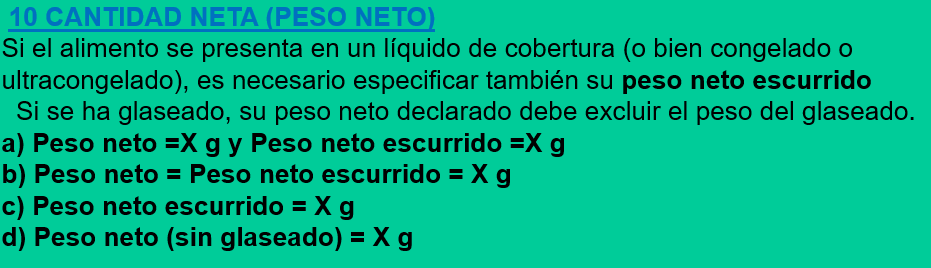 10 CANTIDAD NETA (PESO NETO)
Si el alimento se presenta en un líquido de cobertura (o bien congelado o
ultracongelado), es necesario especificar también su peso neto escurrido
Si se ha glaseado, su peso neto declarado debe excluir el peso del glaseado.
a) Peso neto =X g y Peso neto escurrido =X g
b) Peso neto = Peso neto escurrido = X g
c) Peso neto escurrido = X g
d) Peso neto (sin glaseado) = X g